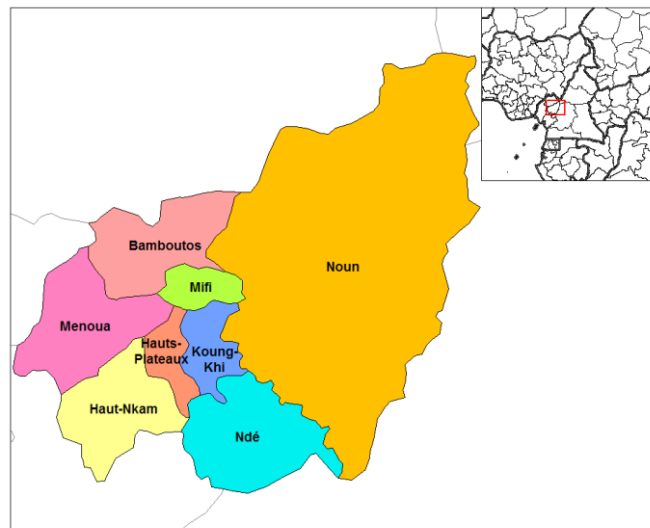 Bamboutos
Noun
Mifi
Menoua
Hauts-
Plateaux
Koung-
Khi
Haut-Nkam
Ndé